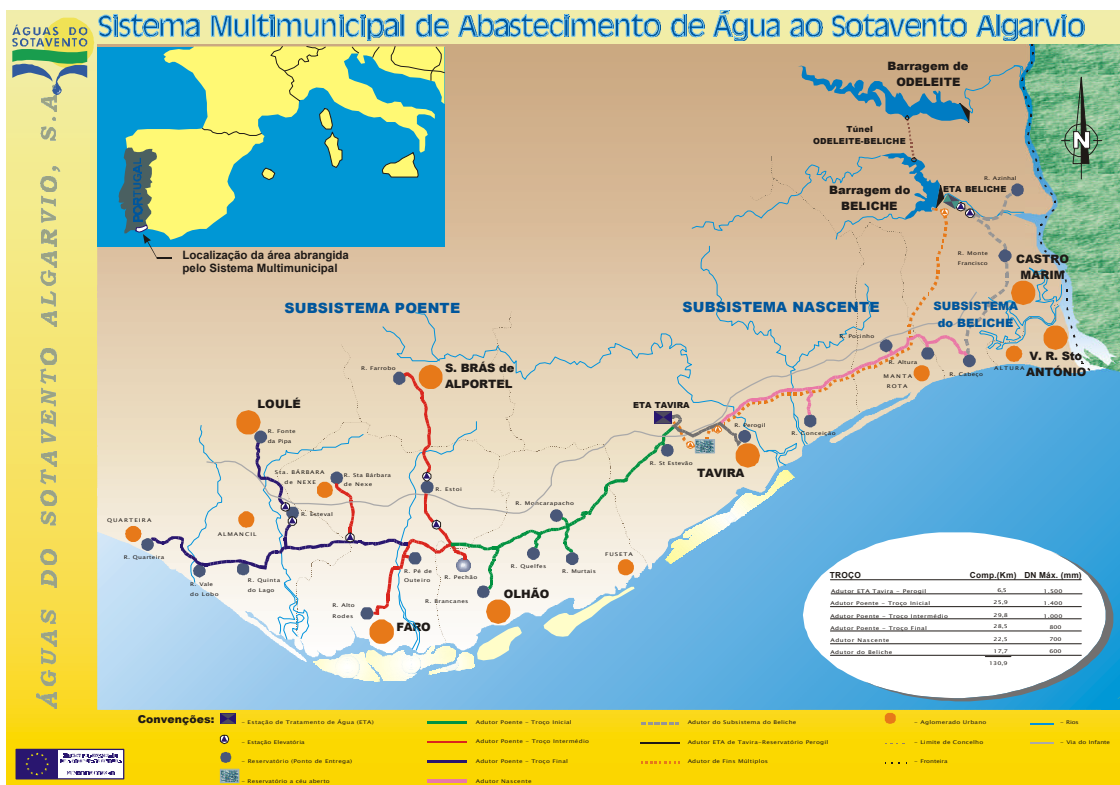 Sistema Multimunicipal de Abastecimento de Água ao Sotavento Algarvio
ÁGUAS DO
SOTAVENTO
ÁGUAS DO SOTAVENTO ALGARVIO, S.A.
PORTUGAL
Localização da área abrangida
pelo Sistema Multimunicipal
Barragem de
ODELEITE
Túnel
ODELEITE-BELICHE
Barragem do
BELICHE
ETA BELICHE
R. Azinhal
N
R. Monte
Francisco
CASTRO
MARIM
SUBSISTEMA POENTE
SUBSISTEMA NASCENTE
SUBSISTEMA
do BELICHE
R. Pocinho
R. Altura
MANTA
ROTA
R. Cabeço
ALTURA
V. R. Sto
ANTÓNIO
R. Farrobo
S. BRÁS de
ALPORTEL
LOULÉ
R. Fonte
da Pipa
ETA TAVIRA
R. Perogil
R. Conceição
R. St Estevão
TAVIRA
Sta. BÁRBARA
de NEXE
R. Sta Bárbara
de Nexe
R. Estoi
R. Moncarapacho
R. Esteval
QUARTEIRA
ALMANCIL
R. Quarteira
R. Vale
do Lobo
R. Quinta
do Lago
R. Pé de
Outeiro
R. Pechão
R. Quelfes
R. Murtais
FUSETA
R. Brancanes
OLHÃO
R. Alto
Rodes
FARO
TROÇO Comp.(Km) DN Máx. (mm)
Adutor ETA Tavira - Perogil 6,5 1.500
Adutor Poente - Troço Inicial 25,9 1.400
Adutor Poente - Troço Intermédio 29,8 1.000
Adutor Poente - Troço Final 28,5 800
Adutor Nascente 22,5 700
Adutor do Beliche 17,7 600
130,9
Convenções:
- Estação de Tratamento de Água (ETA)
- Estação Elevatória
- Reservatório (Ponto de Entrega)
- Reservatório a céu aberto
Adutor Poente - Troço Inicial
Adutor Poente - Troço Intermédio
Adutor Poente - Troço Final
Adutor Nascente
Adutor do Subsistema do Beliche
Adutor ETA de Tavira-Reservatório Perogil
Adutor de Fins Múltiplos
- Aglomerado Urbano
- Limite de Concelho
- Fronteira
- Rios
- Via do Infante